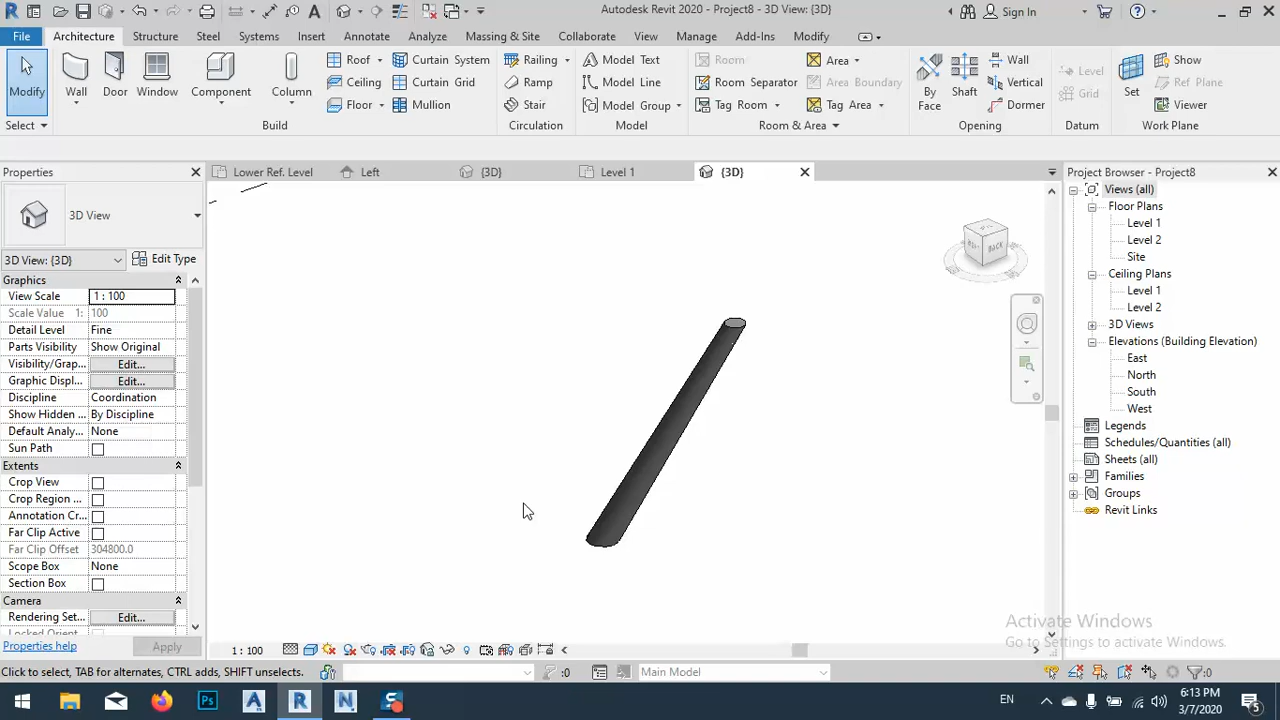 Autodesk Revit 2020 - Project8 - 3D View: {3D}
Sign In
File
Architecture
Structure
Steel
Systems
Insert
Annotate
Analyze
Massing & Site
Collaborate
View
Manage
Add-Ins
Modify
Modify
Wall
Door
Window
Component
Column
Roof
Ceiling
Floor
Curtain System
Curtain Grid
Mullion
Railing
Ramp
Stair
Model Text
Model Line
Model Group
Room
Room Separator
Tag Room
Area
Area Boundary
Tag Area
By
Face
Shaft
Wall
Vertical
Dormer
Level
Grid
Set
Show
Ref Plane
Viewer
Select
Build
Circulation
Model
Room & Area
Opening
Datum
Work Plane
Properties
Lower Ref. Level
Left
{3D}
Level 1
{3D}
Project Browser - Project8
3D View
3D View: {3D}
Edit Type
Graphics
View Scale
1 : 100
Scale Value 1:
100
Detail Level
Fine
Parts Visibility
Show Original
Visibility/Grap...
Edit...
Graphic Displ...
Edit...
Discipline
Coordination
Show Hidden ...
By Discipline
Default Analy...
None
Sun Path
Extents
Crop View
Crop Region ...
Annotation Cr...
Far Clip Active
Far Clip Offset
304800.0
Scope Box
None
Section Box
Camera
Rendering Set...
Edit...
Properties help
Apply
BACK
Views (all)
Floor Plans
Level 1
Level 2
Site
Ceiling Plans
Level 1
Level 2
3D Views
Elevations (Building Elevation)
East
North
South
West
Legends
Schedules/Quantities (all)
Sheets (all)
Families
Groups
Revit Links
Activate Windows
Go to Settings to activate Windows.
1 : 100
Click to select, TAB for alternates, CTRL adds, SHIFT unselects.
:0
Main Model
:0
EN
6:13 PM
3/7/2020
5